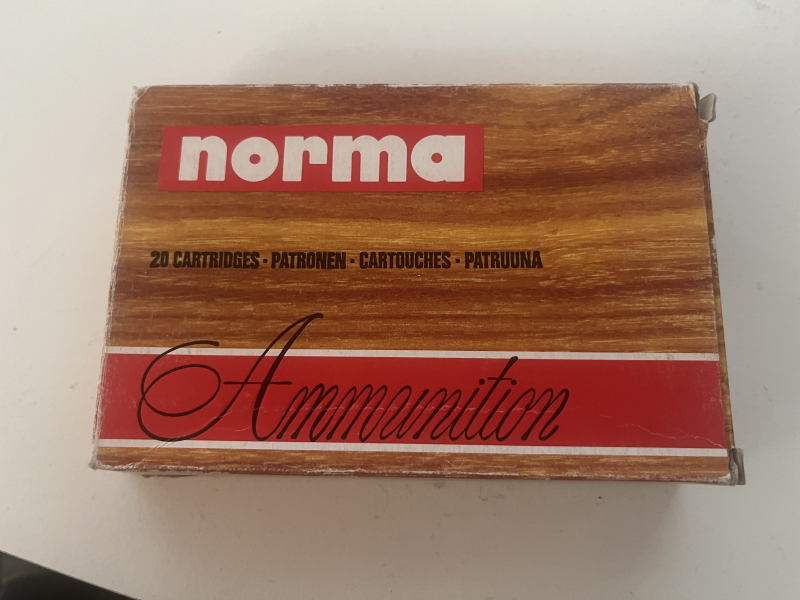 norma
20 CARTRIDGES · PATRONEN · CARTOUCHES · PATRUUNA
Ammunition